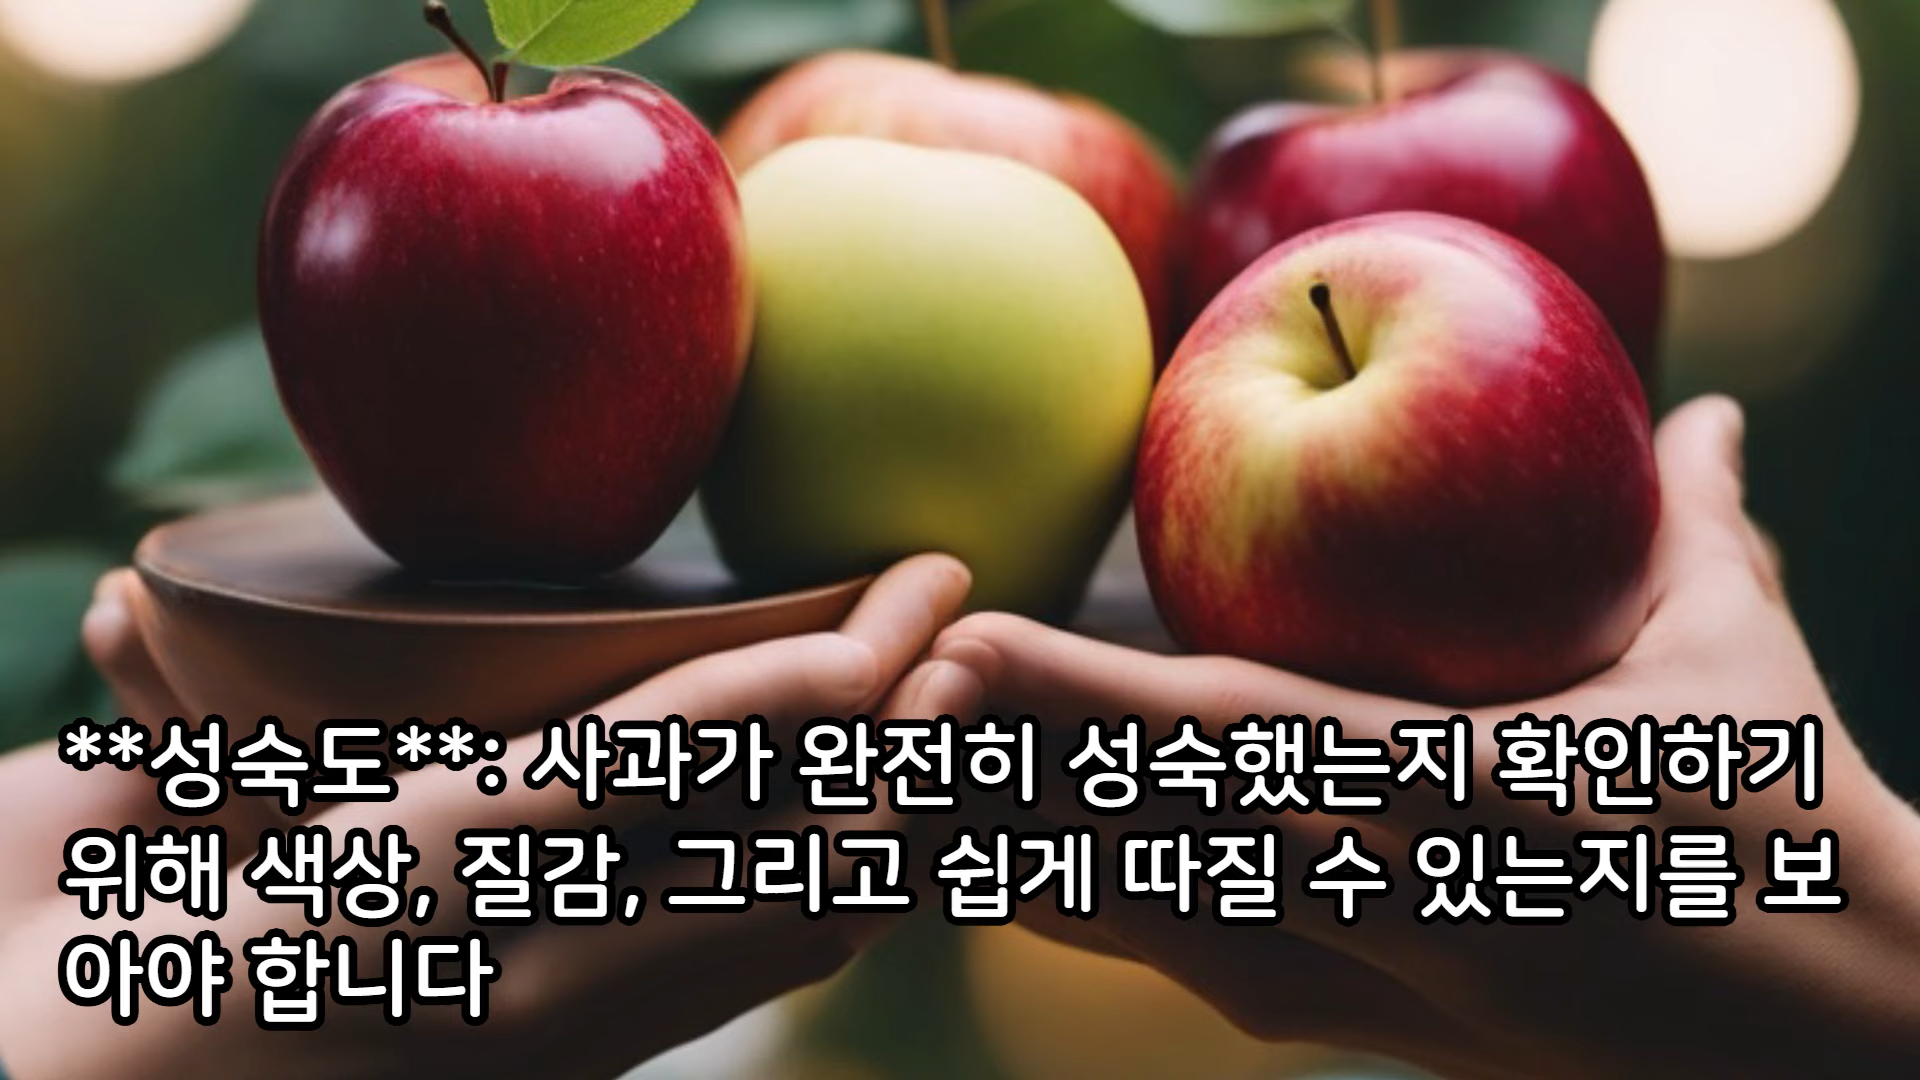 **성숙도**: 사과가 완전히 성숙했는지 확인하기
위해 색상, 질감, 그리고 쉽게 따질 수 있는지를 보
아야 합니다